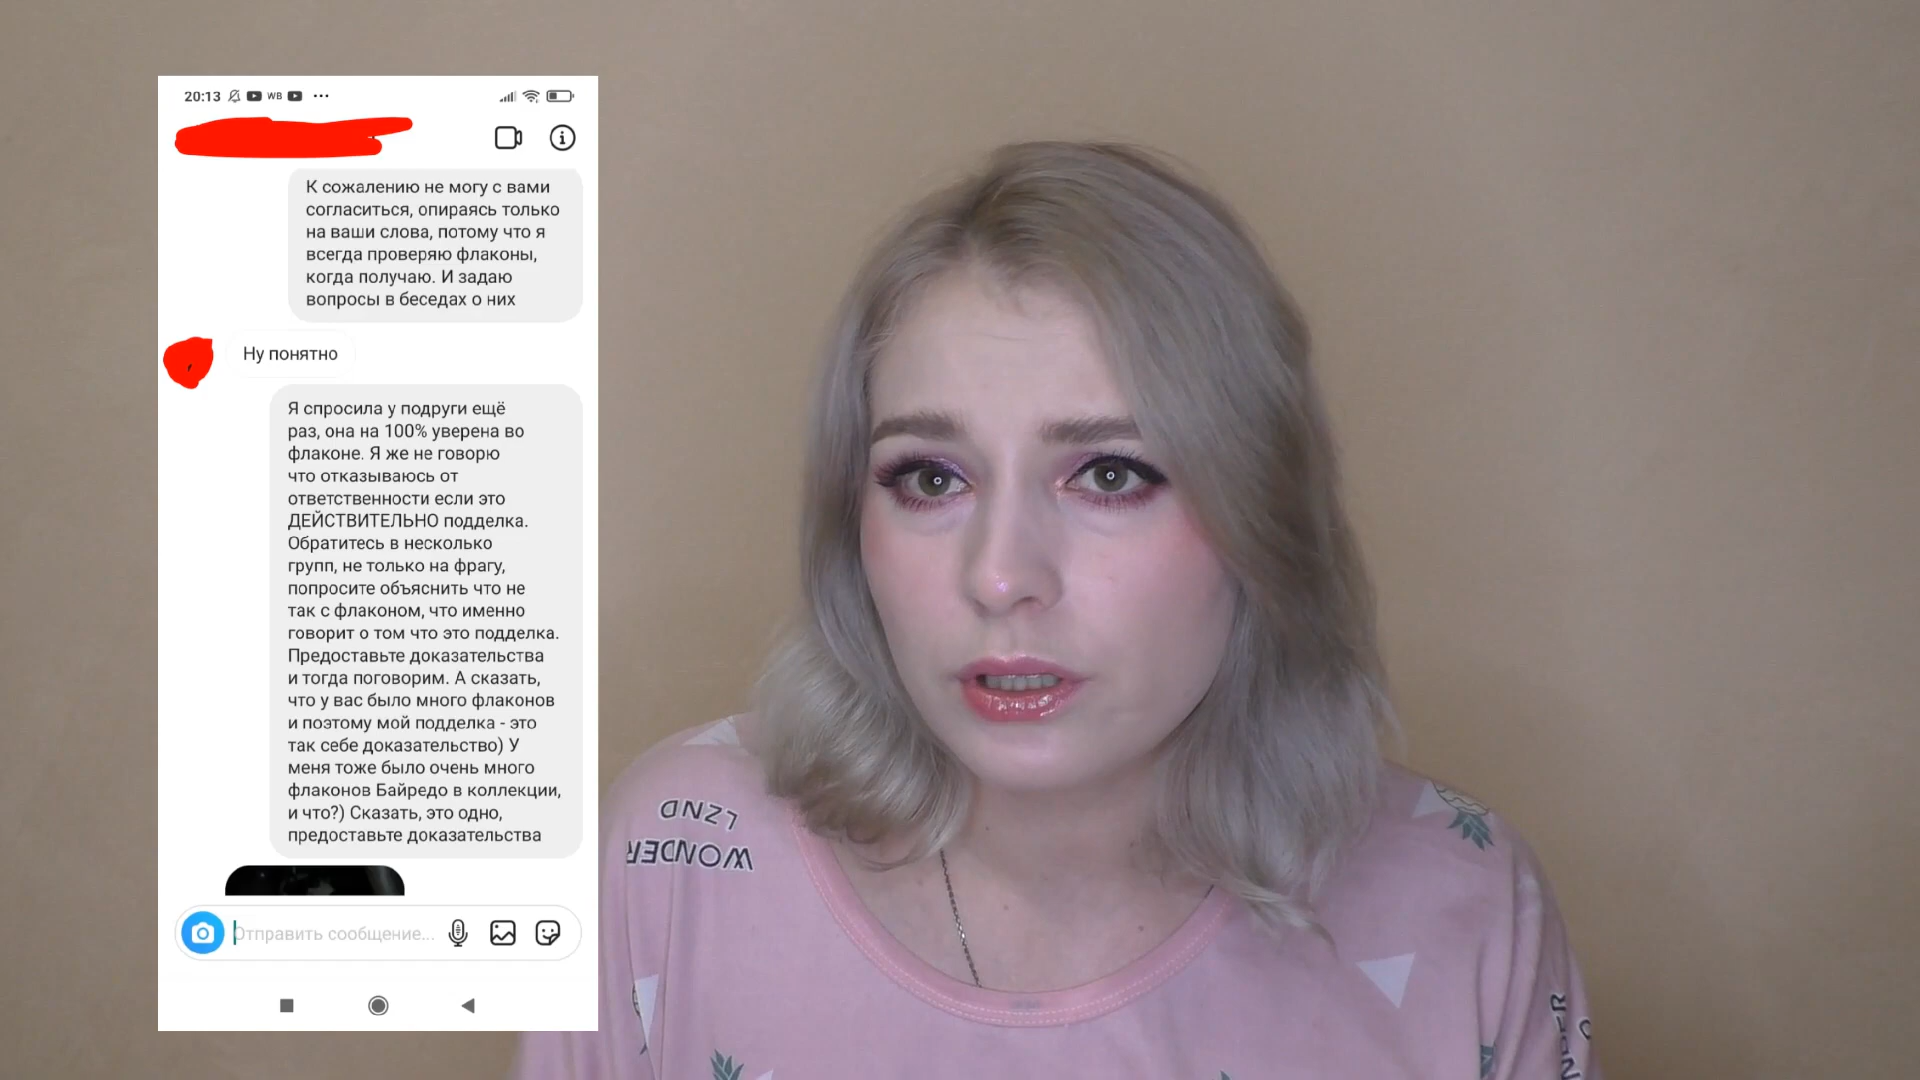 20:13 WB
К сожалению не могу с вами
согласиться, опираясь только
на ваши слова, потому что я
всегда проверяю флаконы,
когда получаю. И задаю
вопросы в беседах о них
Ну понятно
Я спросила у подруги ещё
раз, она на 100% уверена во
флаконе. Я же не говорю
что отказываюсь от
ответственности если это
ДЕЙСТВИТЕЛЬНО подделка.
Обратитесь в несколько
групп, не только на фрагу,
попросите объяснить что не
так с флаконом, что именно
говорит о том что это подделка.
Предоставьте доказательства
и тогда поговорим. А сказать,
что у вас было много флаконов
и поэтому мой подделка - это
так себе доказательство) У
меня тоже было очень много
флаконов Байредо в коллекции,
и что?) Сказать, это одно,
предоставьте доказательства
Отправить сообщение...
WONDER